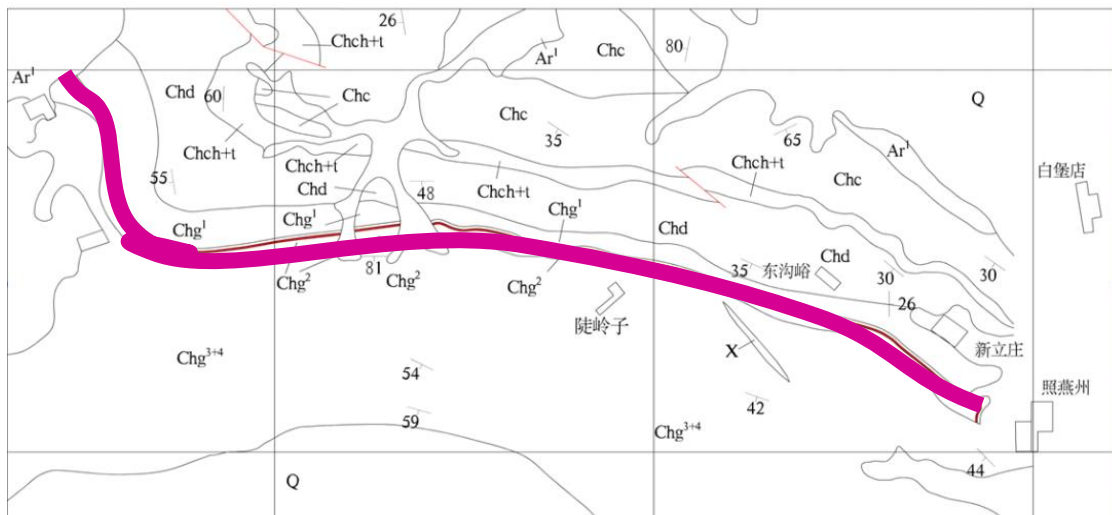 26
Chch+t
Ar¹
Chc
80
Ar¹
Chd
60
Chc
Q
Chc
35
65
Chch+t
Chch+t
Chch+t
Ar¹
白堡店
55
Chd
48
Chch+t
Chc
Chg¹
Chg¹
Chg¹
Chd
81
Chg²
Chg²
Chg²
35
东沟峪
Chd
30
30
26
陡岭子
Chg³⁺⁴
X
新立庄
54
照燕州
59
42
Chg³⁺⁴
44
Q